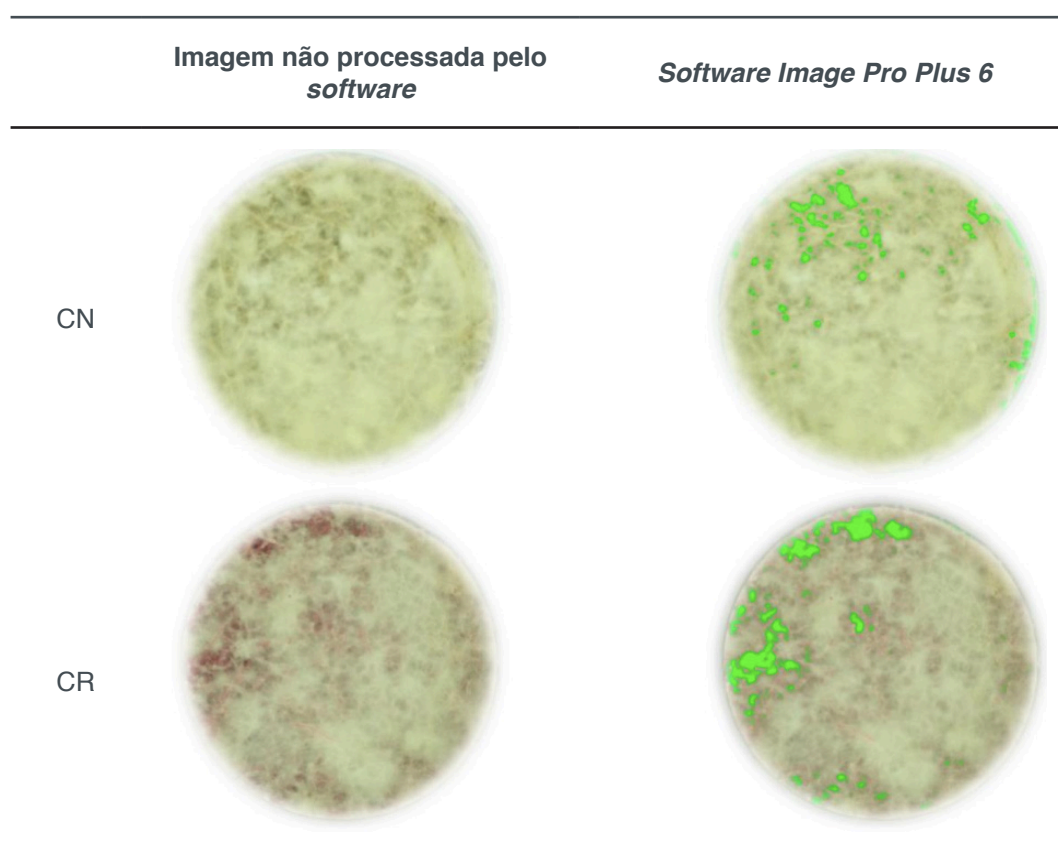 Imagem não processada pelo
software
Software Image Pro Plus 6
CN
CR